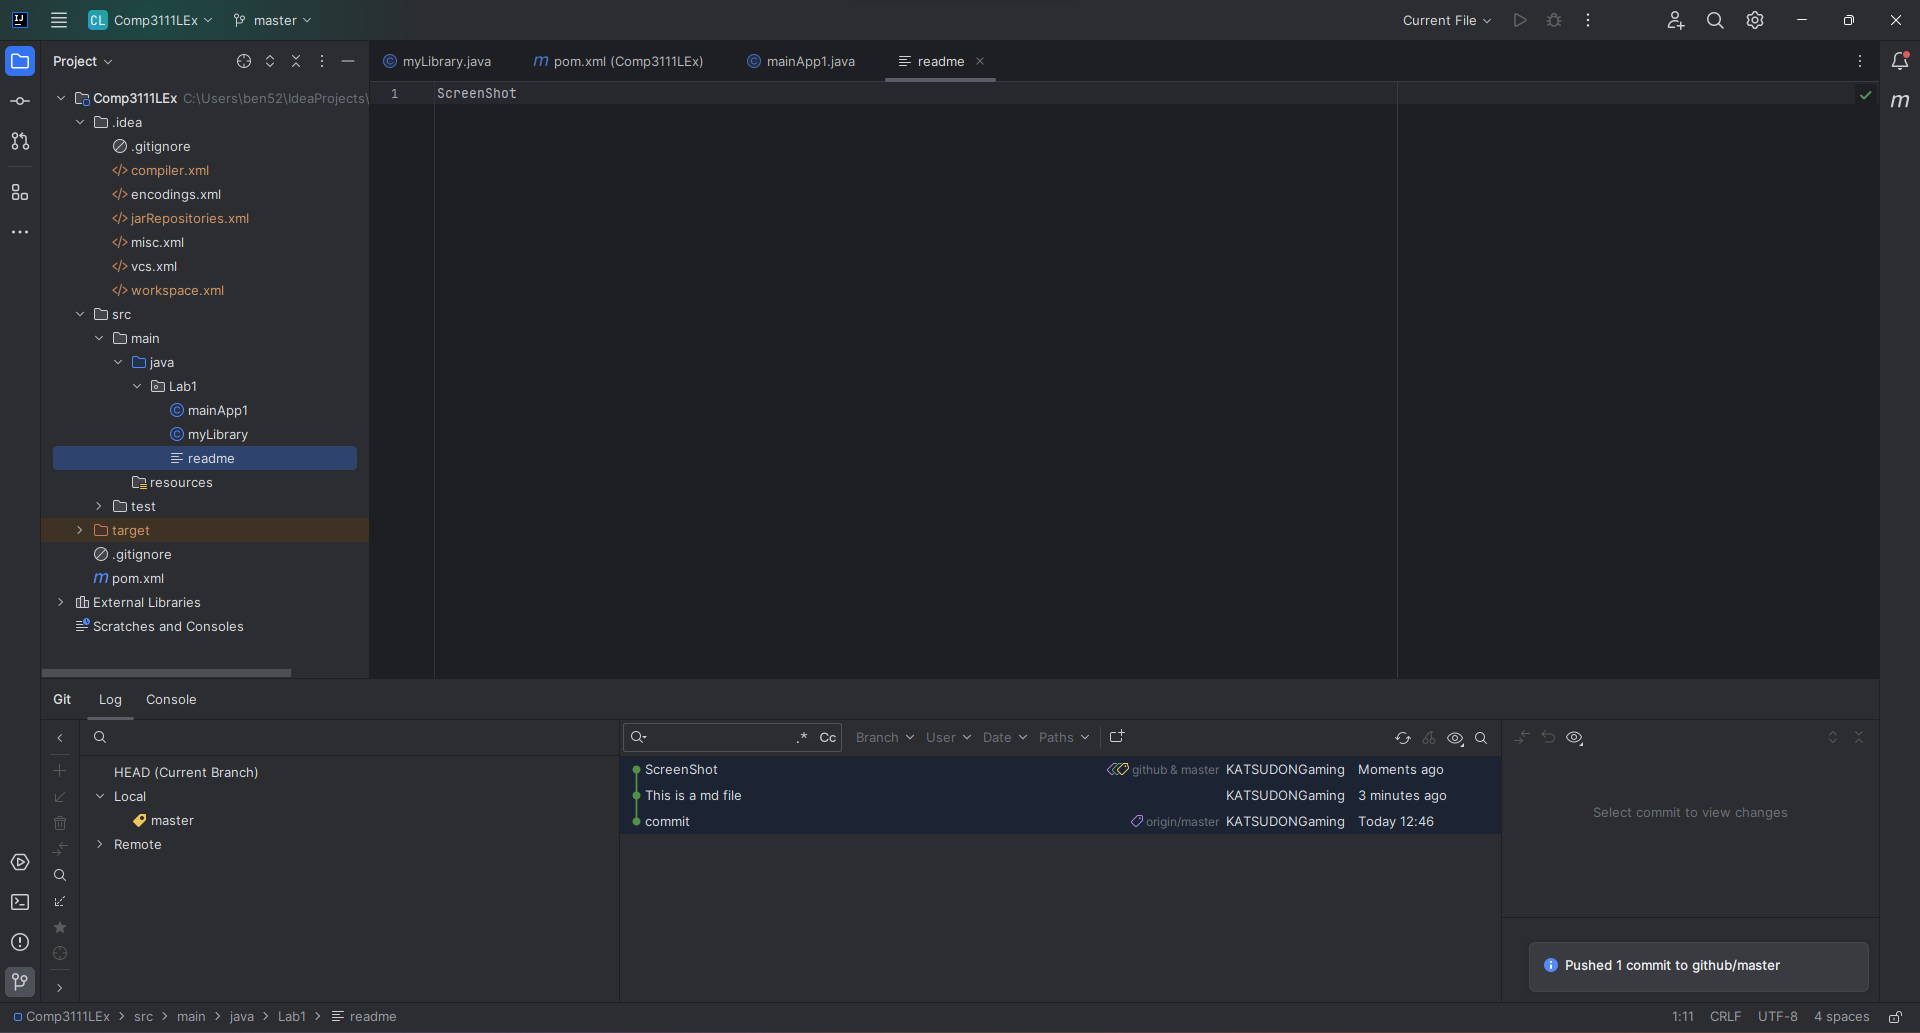 CL Comp3111LEx master Current File
Project
myLibrary.java
pom.xml (Comp3111LEx)
mainApp1.java
readme
Comp3111LEx C:\Users\ben52\IdeaProjects\
1 ScreenShot
.idea
.gitignore
compiler.xml
encodings.xml
jarRepositories.xml
misc.xml
vcs.xml
workspace.xml
src
main
java
Lab1
mainApp1
myLibrary
readme
resources
test
target
.gitignore
pom.xml
External Libraries
Scratches and Consoles
Git Log Console
.* Cc Branch User Date Paths
HEAD (Current Branch)
Local
master
Remote
ScreenShot github & master KATSUDONGaming Moments ago
This is a md file KATSUDONGaming 3 minutes ago
commit origin/master KATSUDONGaming Today 12:46
Select commit to view changes
Pushed 1 commit to github/master
Comp3111LEx > src > main > java > Lab1 > readme
1:11 CRLF UTF-8 4 spaces